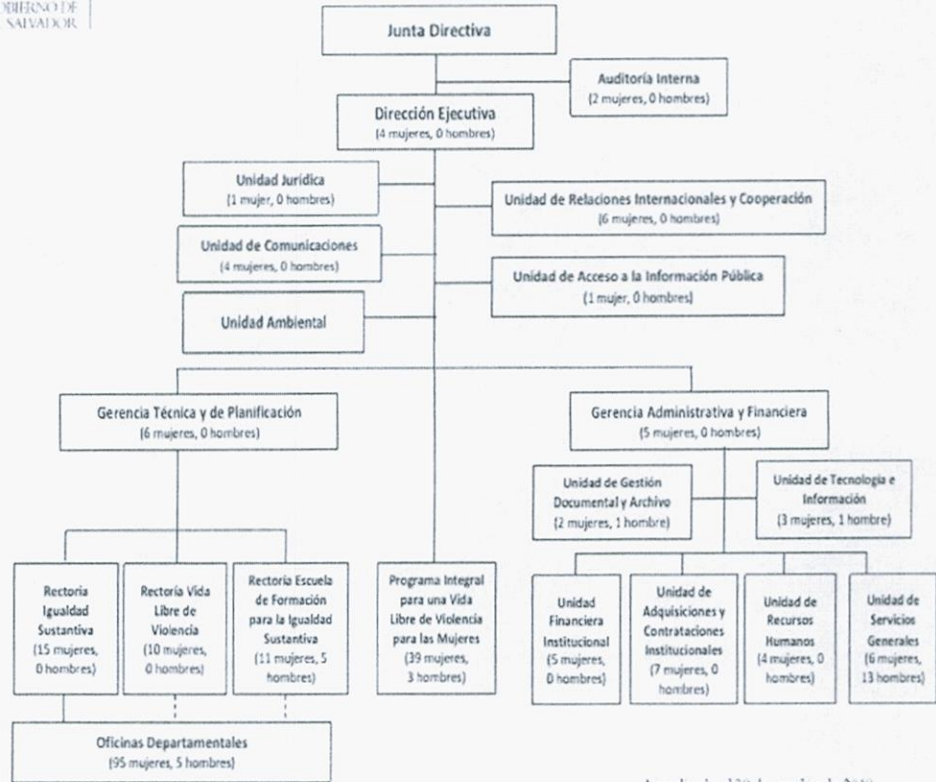 GOBIERNO DE
SALVADOR
Junta Directiva
Auditoría Interna
(2 mujeres, 0 hombres)
Dirección Ejecutiva
(4 mujeres, 0 hombres)
Unidad Jurídica
(1 mujer, 0 hombres)
Unidad de Relaciones Internacionales y Cooperación
(6 mujeres, 0 hombres)
Unidad de Comunicaciones
(4 mujeres, 0 hombres)
Unidad de Acceso a la Información Pública
(1 mujer, 0 hombres)
Unidad Ambiental
Gerencia Técnica y de Planificación
(6 mujeres, 0 hombres)
Gerencia Administrativa y Financiera
(5 mujeres, 0 hombres)
Unidad de Gestión
Documental y Archivo
(2 mujeres, 1 hombre)
Unidad de Tecnología e
Información
(3 mujeres, 1 hombre)
Rectoría
Igualdad
Sustantiva
(15 mujeres,
0 hombres)
Rectoría Vida
Libre de
Violencia
(10 mujeres,
0 hombres)
Rectoría Escuela
de Formación
para la Igualdad
Sustantiva
(11 mujeres, 5
hombres)
Programa Integral
para una Vida
Libre de Violencia
para las Mujeres
(39 mujeres,
3 hombres)
Unidad
Financiera
Institucional
(5 mujeres,
0 hombres)
Unidad de
Adquisiciones y
Contrataciones
Institucionales
(7 mujeres, 0
hombres)
Unidad de
Recursos
Humanos
(4 mujeres, 0
hombres)
Unidad de
Servicios
Generales
(6 mujeres,
13 hombres)
Oficinas Departamentales
(95 mujeres, 5 hombres)